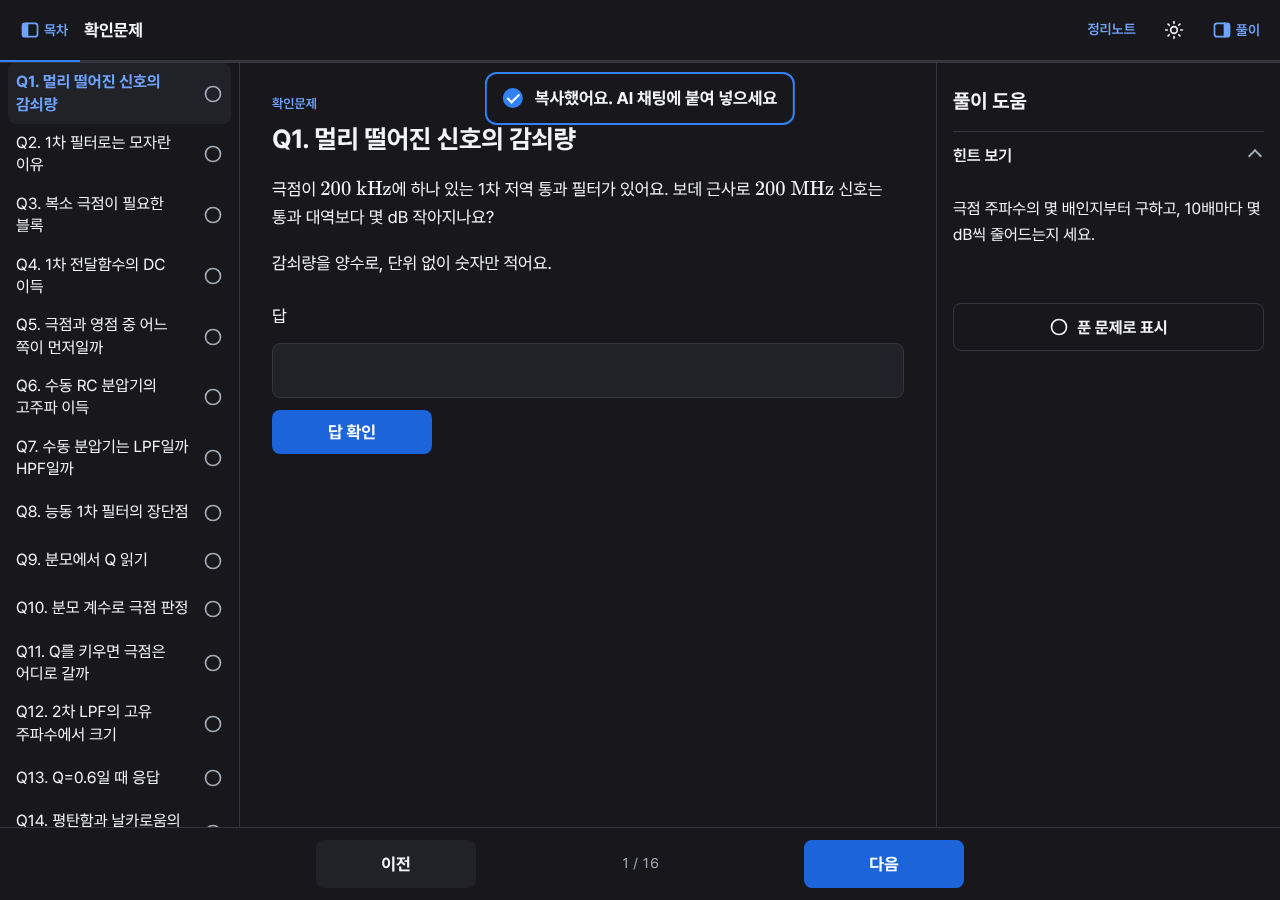 목차
확인문제
정리노트
풀이
Q1. 멀리 떨어진 신호의
감쇠량
Q2. 1차 필터로는 모자란
이유
Q3. 복소 극점이 필요한
블록
Q4. 1차 전달함수의 DC
이득
Q5. 극점과 영점 중 어느
쪽이 먼저일까
Q6. 수동 RC 분압기의
고주파 이득
Q7. 수동 분압기는 LPF일까
HPF일까
Q8. 능동 1차 필터의 장단점
Q9. 분모에서 Q 읽기
Q10. 분모 계수로 극점 판정
Q11. Q를 키우면 극점은
어디로 갈까
Q12. 2차 LPF의 고유
주파수에서 크기
Q13. Q=0.6일 때 응답
Q14. 평탄함과 날카로움의
복사했어요. AI 채팅에 붙여 넣으세요
확인문제
Q1. 멀리 떨어진 신호의 감쇠량
극점이 200 kHz에 하나 있는 1차 저역 통과 필터가 있어요. 보데 근사로 200 MHz 신호는
통과 대역보다 몇 dB 작아지나요?
감쇠량을 양수로, 단위 없이 숫자만 적어요.
답
답 확인
풀이 도움
힌트 보기
극점 주파수의 몇 배인지부터 구하고, 10배마다 몇
dB씩 줄어드는지 세요.
푼 문제로 표시
이전
1 / 16
다음